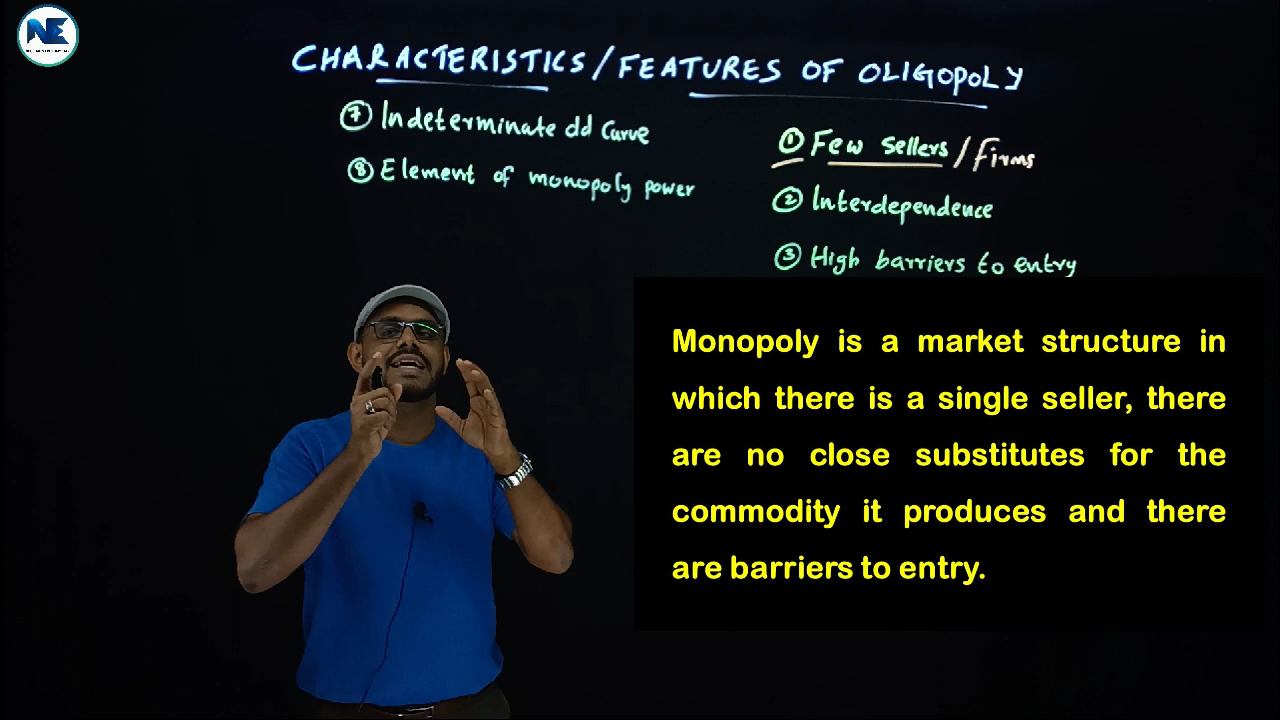 NE
CHARACTERISTICS/FEATURES OF OLIGOPOLY
⑦ Indeterminate dd Curve
⑧ Element of monopoly power
① Few sellers/Firms
② Interdependence
③ High barriers to entry
Monopoly is a market structure in
which there is a single seller, there
are no close substitutes for the
commodity it produces and there
are barriers to entry.